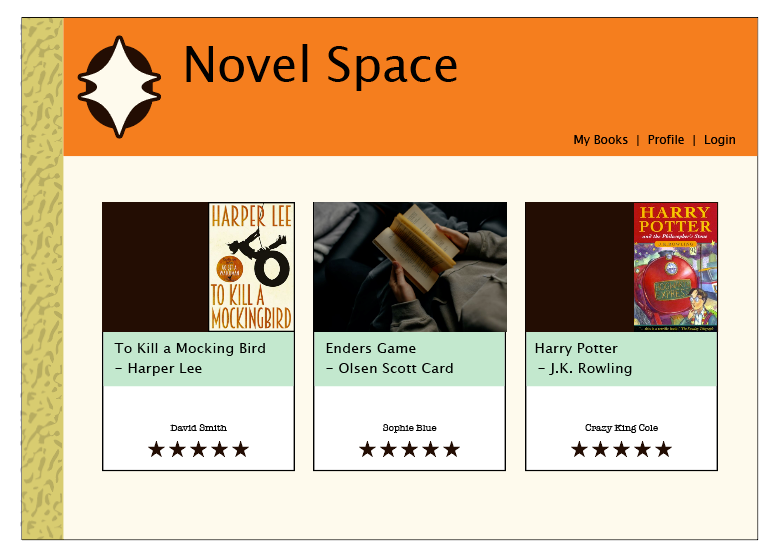 Novel Space
My Books | Profile | Login
HARPER LEE
TO KILL A
MOCKINGBIRD
To Kill a Mocking Bird
- Harper Lee
Enders Game
- Olsen Scott Card
HARRY
POTTER
and the Philosopher's Stone
J.K. ROWLING
HOGWARTS
EXPRESS
Harry Potter
- J.K. Rowling
David Smith
Sophie Blue
Crazy King Cole